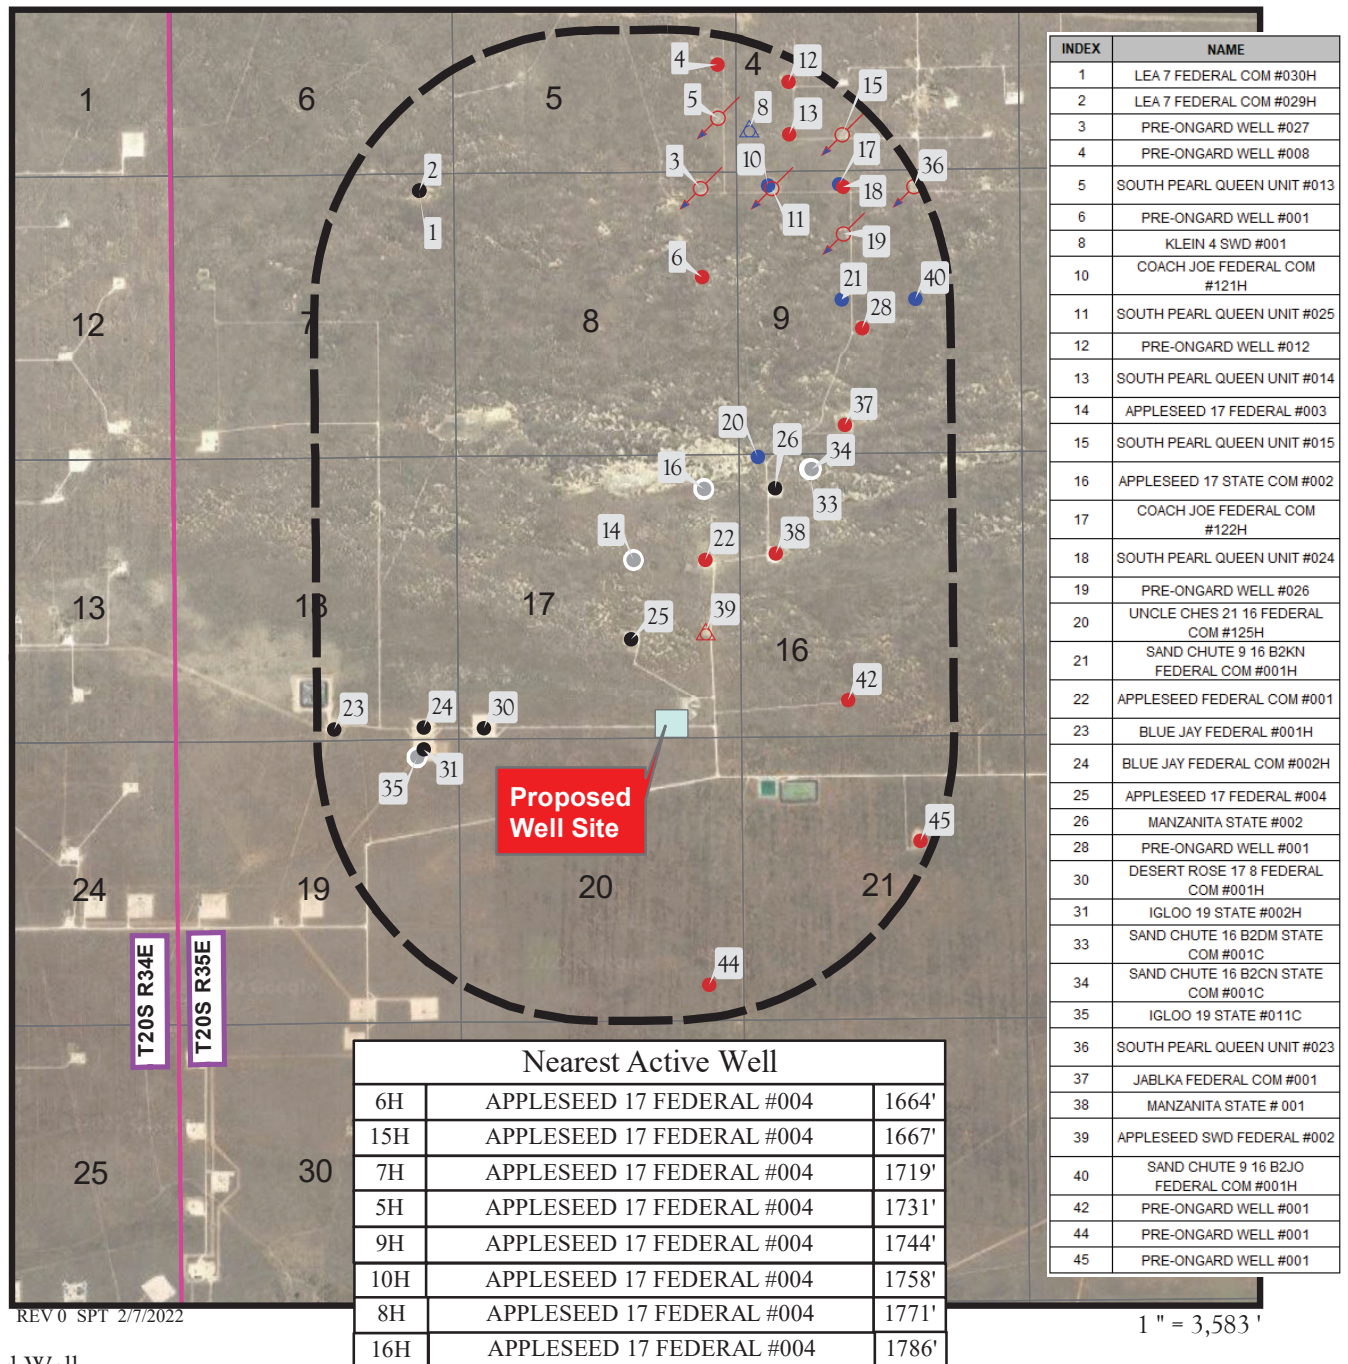 4
12
4
15
1
6
5
5
8
13
17
3
10
36
2
18
11
1
19
6
21
40
28
12
7
8
9
37
20
26
34
16
33
14
22
38
13
18
17
25
39
16
42
23
24
30
35
31
Proposed
Well Site
45
24
19
20
21
T20S R34E
T20S R35E
44
25
30
INDEX NAME
1 LEA 7 FEDERAL COM #030H
2 LEA 7 FEDERAL COM #029H
3 PRE-ONGARD WELL #027
4 PRE-ONGARD WELL #008
5 SOUTH PEARL QUEEN UNIT #013
6 PRE-ONGARD WELL #001
8 KLEIN 4 SWD #001
10 COACH JOE FEDERAL COM
#121H
11 SOUTH PEARL QUEEN UNIT #025
12 PRE-ONGARD WELL #012
13 SOUTH PEARL QUEEN UNIT #014
14 APPLESEED 17 FEDERAL #003
15 SOUTH PEARL QUEEN UNIT #015
16 APPLESEED 17 STATE COM #002
17 COACH JOE FEDERAL COM
#122H
18 SOUTH PEARL QUEEN UNIT #024
19 PRE-ONGARD WELL #026
20 UNCLE CHES 21 16 FEDERAL
COM #125H
21 SAND CHUTE 9 16 B2KN
FEDERAL COM #001H
22 APPLESEED FEDERAL COM #001
23 BLUE JAY FEDERAL #001H
24 BLUE JAY FEDERAL COM #002H
25 APPLESEED 17 FEDERAL #004
26 MANZANITA STATE #002
28 PRE-ONGARD WELL #001
30 DESERT ROSE 17 8 FEDERAL
COM #001H
31 IGLOO 19 STATE #002H
33 SAND CHUTE 16 B2DM STATE
COM #001C
34 SAND CHUTE 16 B2CN STATE
COM #001C
35 IGLOO 19 STATE #011C
36 SOUTH PEARL QUEEN UNIT #023
37 JABLKA FEDERAL COM #001
38 MANZANITA STATE # 001
39 APPLESEED SWD FEDERAL #002
40 SAND CHUTE 9 16 B2JO
FEDERAL COM #001H
42 PRE-ONGARD WELL #001
44 PRE-ONGARD WELL #001
45 PRE-ONGARD WELL #001
Nearest Active Well
6H APPLESEED 17 FEDERAL #004 1664'
15H APPLESEED 17 FEDERAL #004 1667'
7H APPLESEED 17 FEDERAL #004 1719'
5H APPLESEED 17 FEDERAL #004 1731'
9H APPLESEED 17 FEDERAL #004 1744'
10H APPLESEED 17 FEDERAL #004 1758'
8H APPLESEED 17 FEDERAL #004 1771'
16H APPLESEED 17 FEDERAL #004 1786'
REV 0 SPT 2/7/2022
1 " = 3,583 '